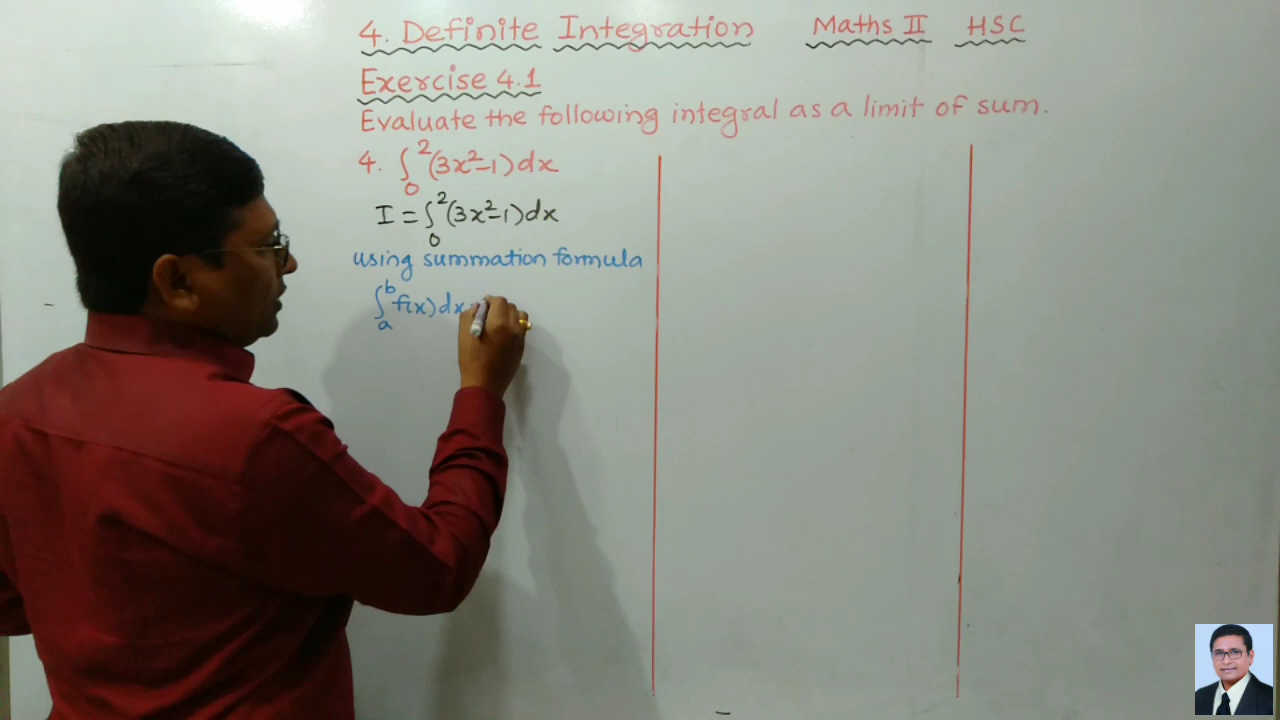 4. Definite Integration Maths II HSC
Exercise 4.1
Evaluate the following integral as a limit of sum.
4. ∫₀² (3x²-1) dx
I = ∫₀² (3x²-1) dx
using summation formula
∫ₐᵇ f(x) dx